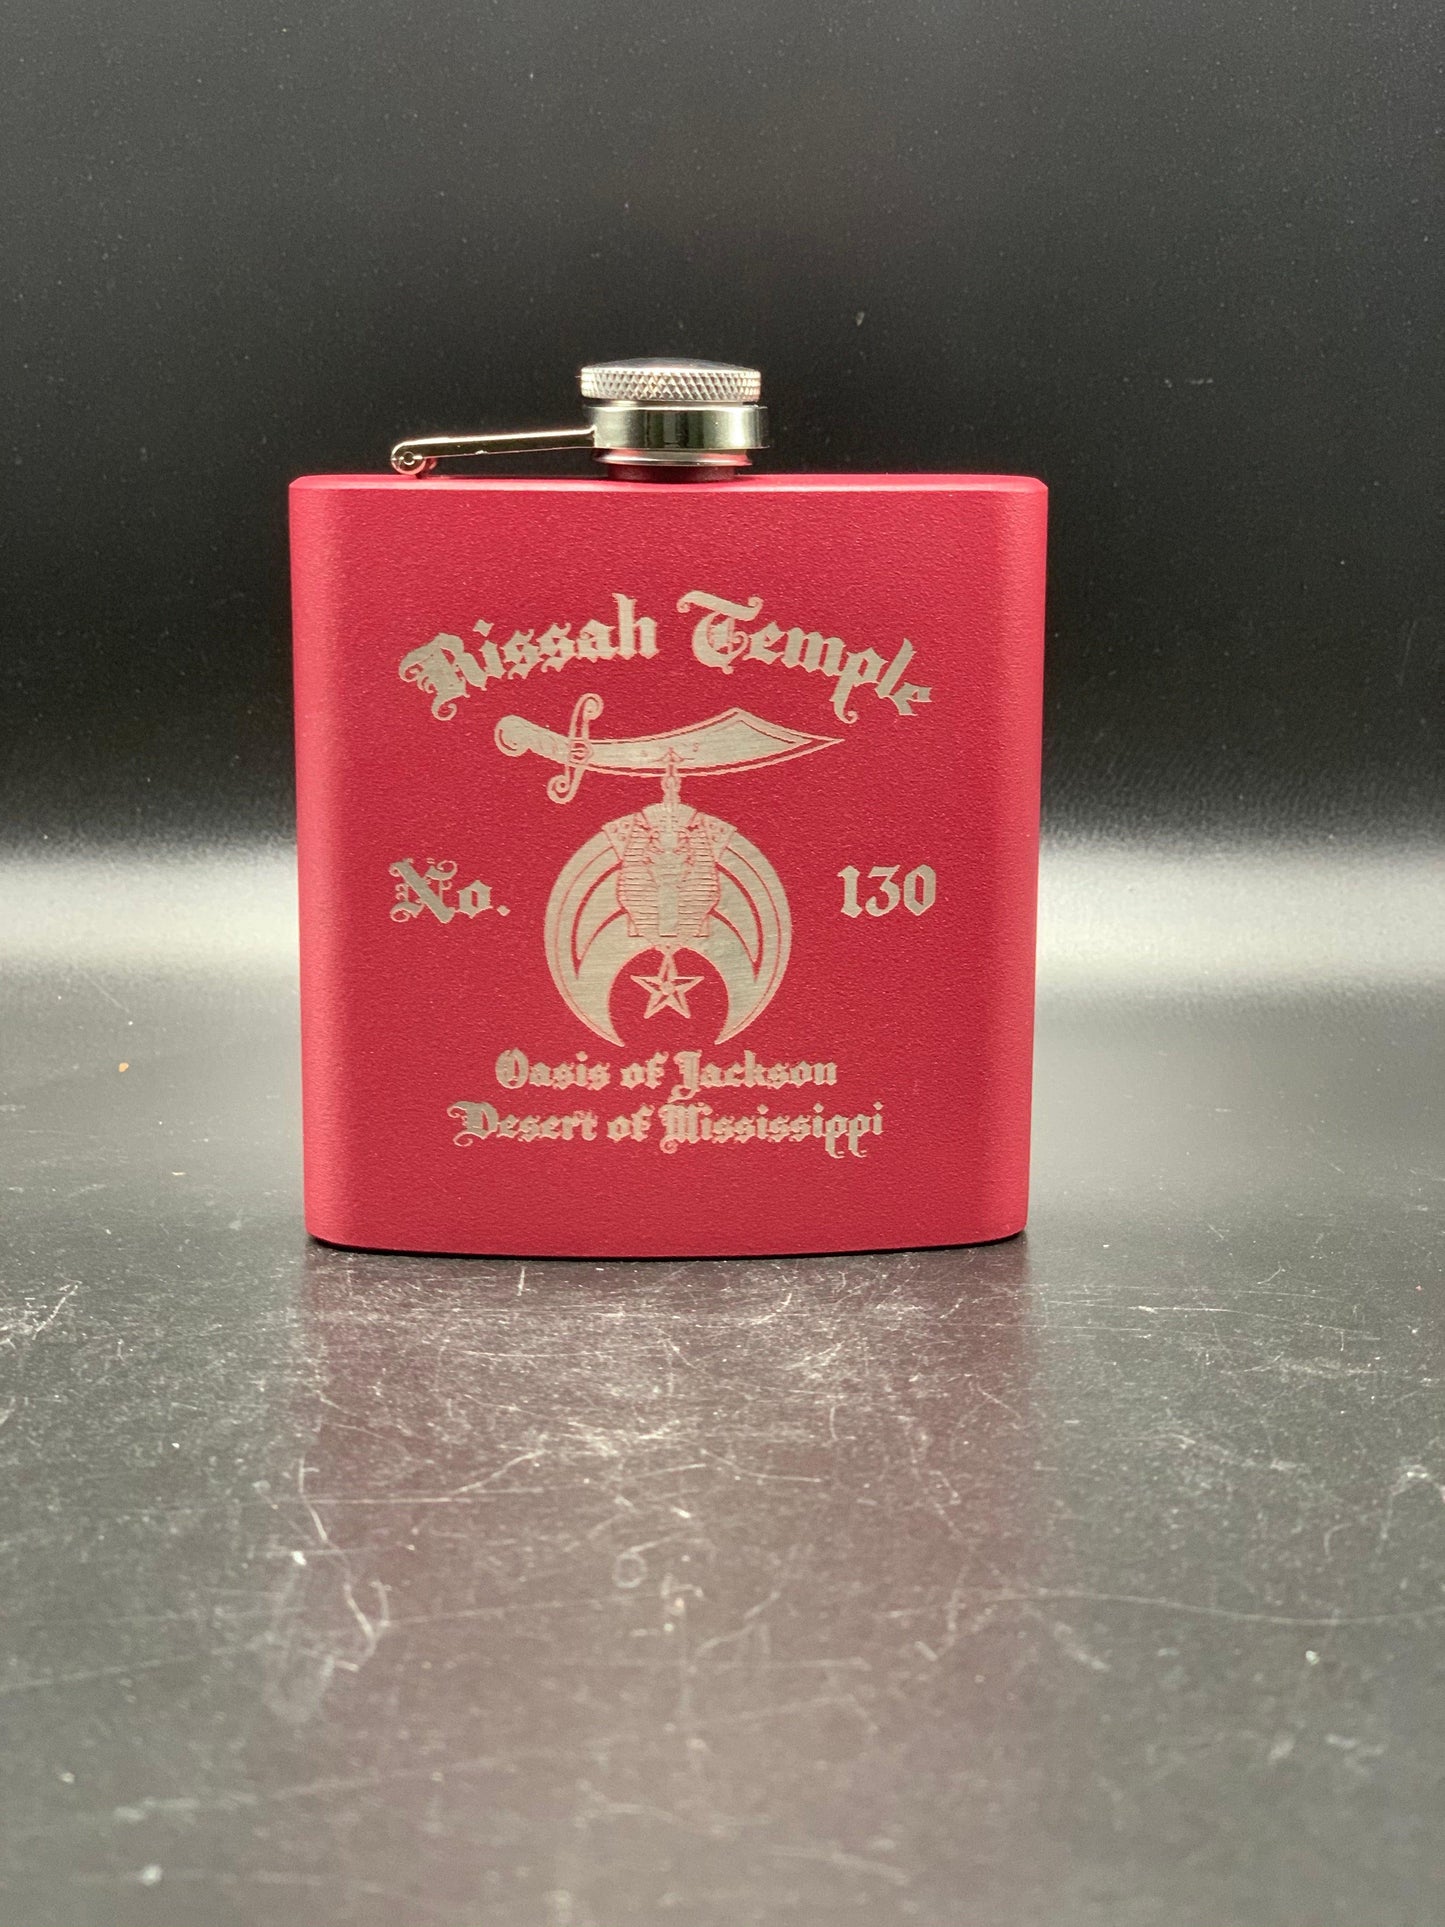 Rissah Temple
No. 130
Oasis of Jackson
Desert of Mississippi